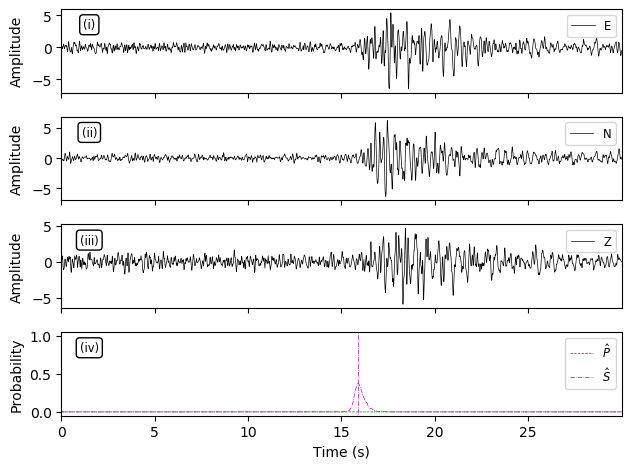 5
0
−5
Amplitude
(i)
E
5
0
−5
Amplitude
(ii)
N
5
0
−5
Amplitude
(iii)
Z
1.0
0.5
0.0
Probability
(iv)
P̂
Ŝ
0 5 10 15 20 25
Time (s)